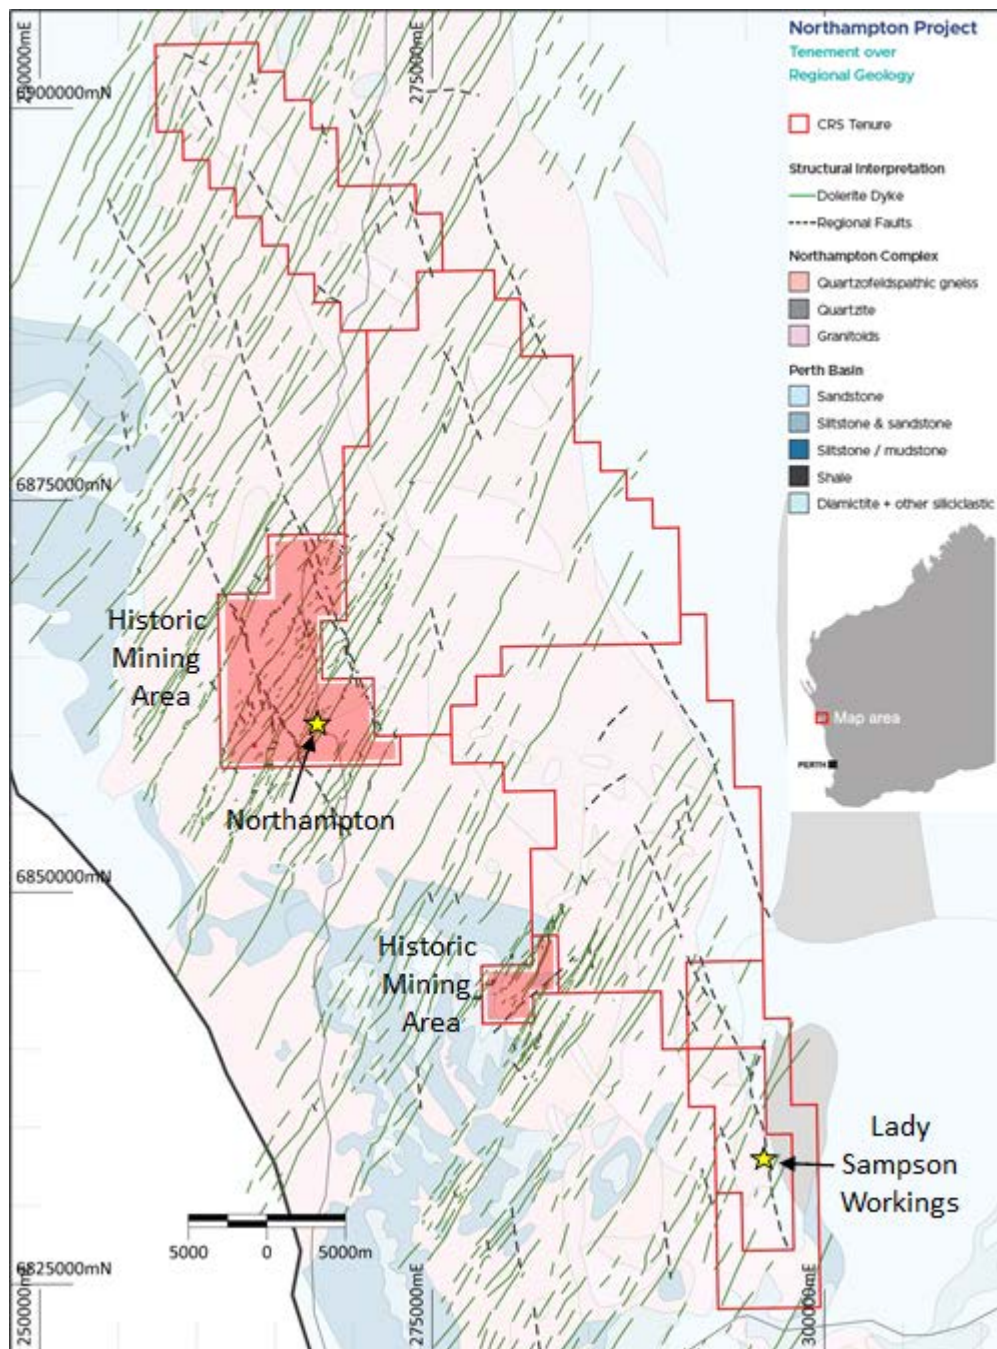 Northampton Project
Tenement over
Regional Geology
CRS Tenure
Structural Interpretation
Dolerite Dyke
Regional Faults
Northampton Complex
Quartzofeldspathic gneiss
Quartzite
Granitoids
Perth Basin
Sandstone
Siltstone & sandstone
Siltstone / mudstone
Shale
Diamictite + other siliciclastic
Map area
PERTH
275000mE
6900000mN
6875000mN
Historic
Mining
Area
Northampton
6850000mN
Historic
Mining
Area
Lady
Sampson
Workings
5000 0 5000m
6825000mN
250000mE
275000mE
300000mE